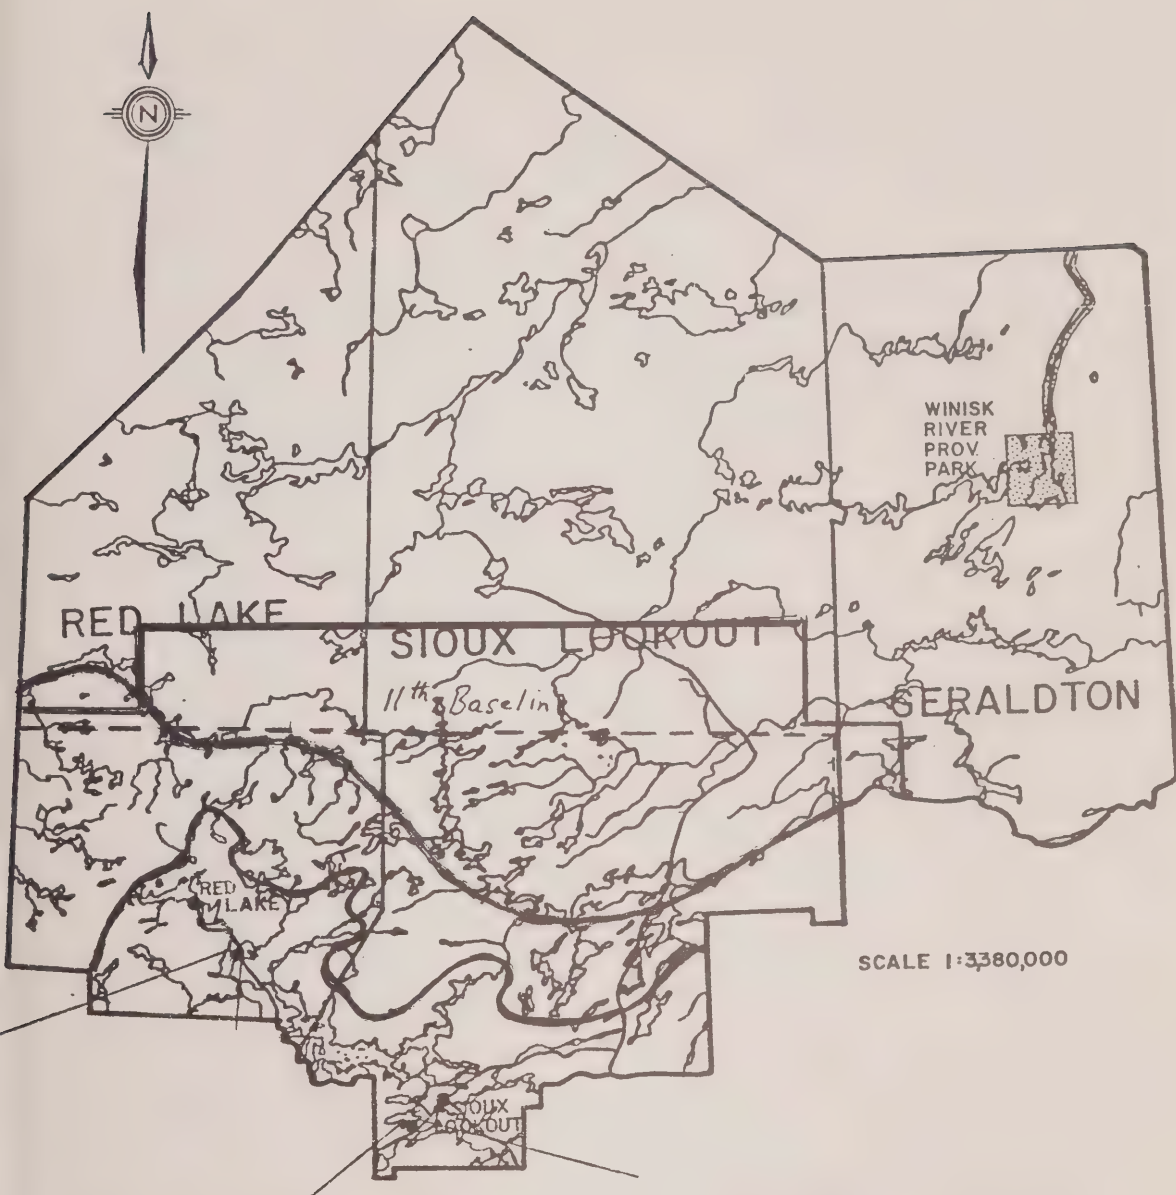 N
WINISK
RIVER
PROV.
PARK
RED LAKE
SIOUX LOOKOUT
11th Baselin
GERALDTON
RED
LAKE
SCALE 1:3,380,000
SIOUX
LOOKOUT